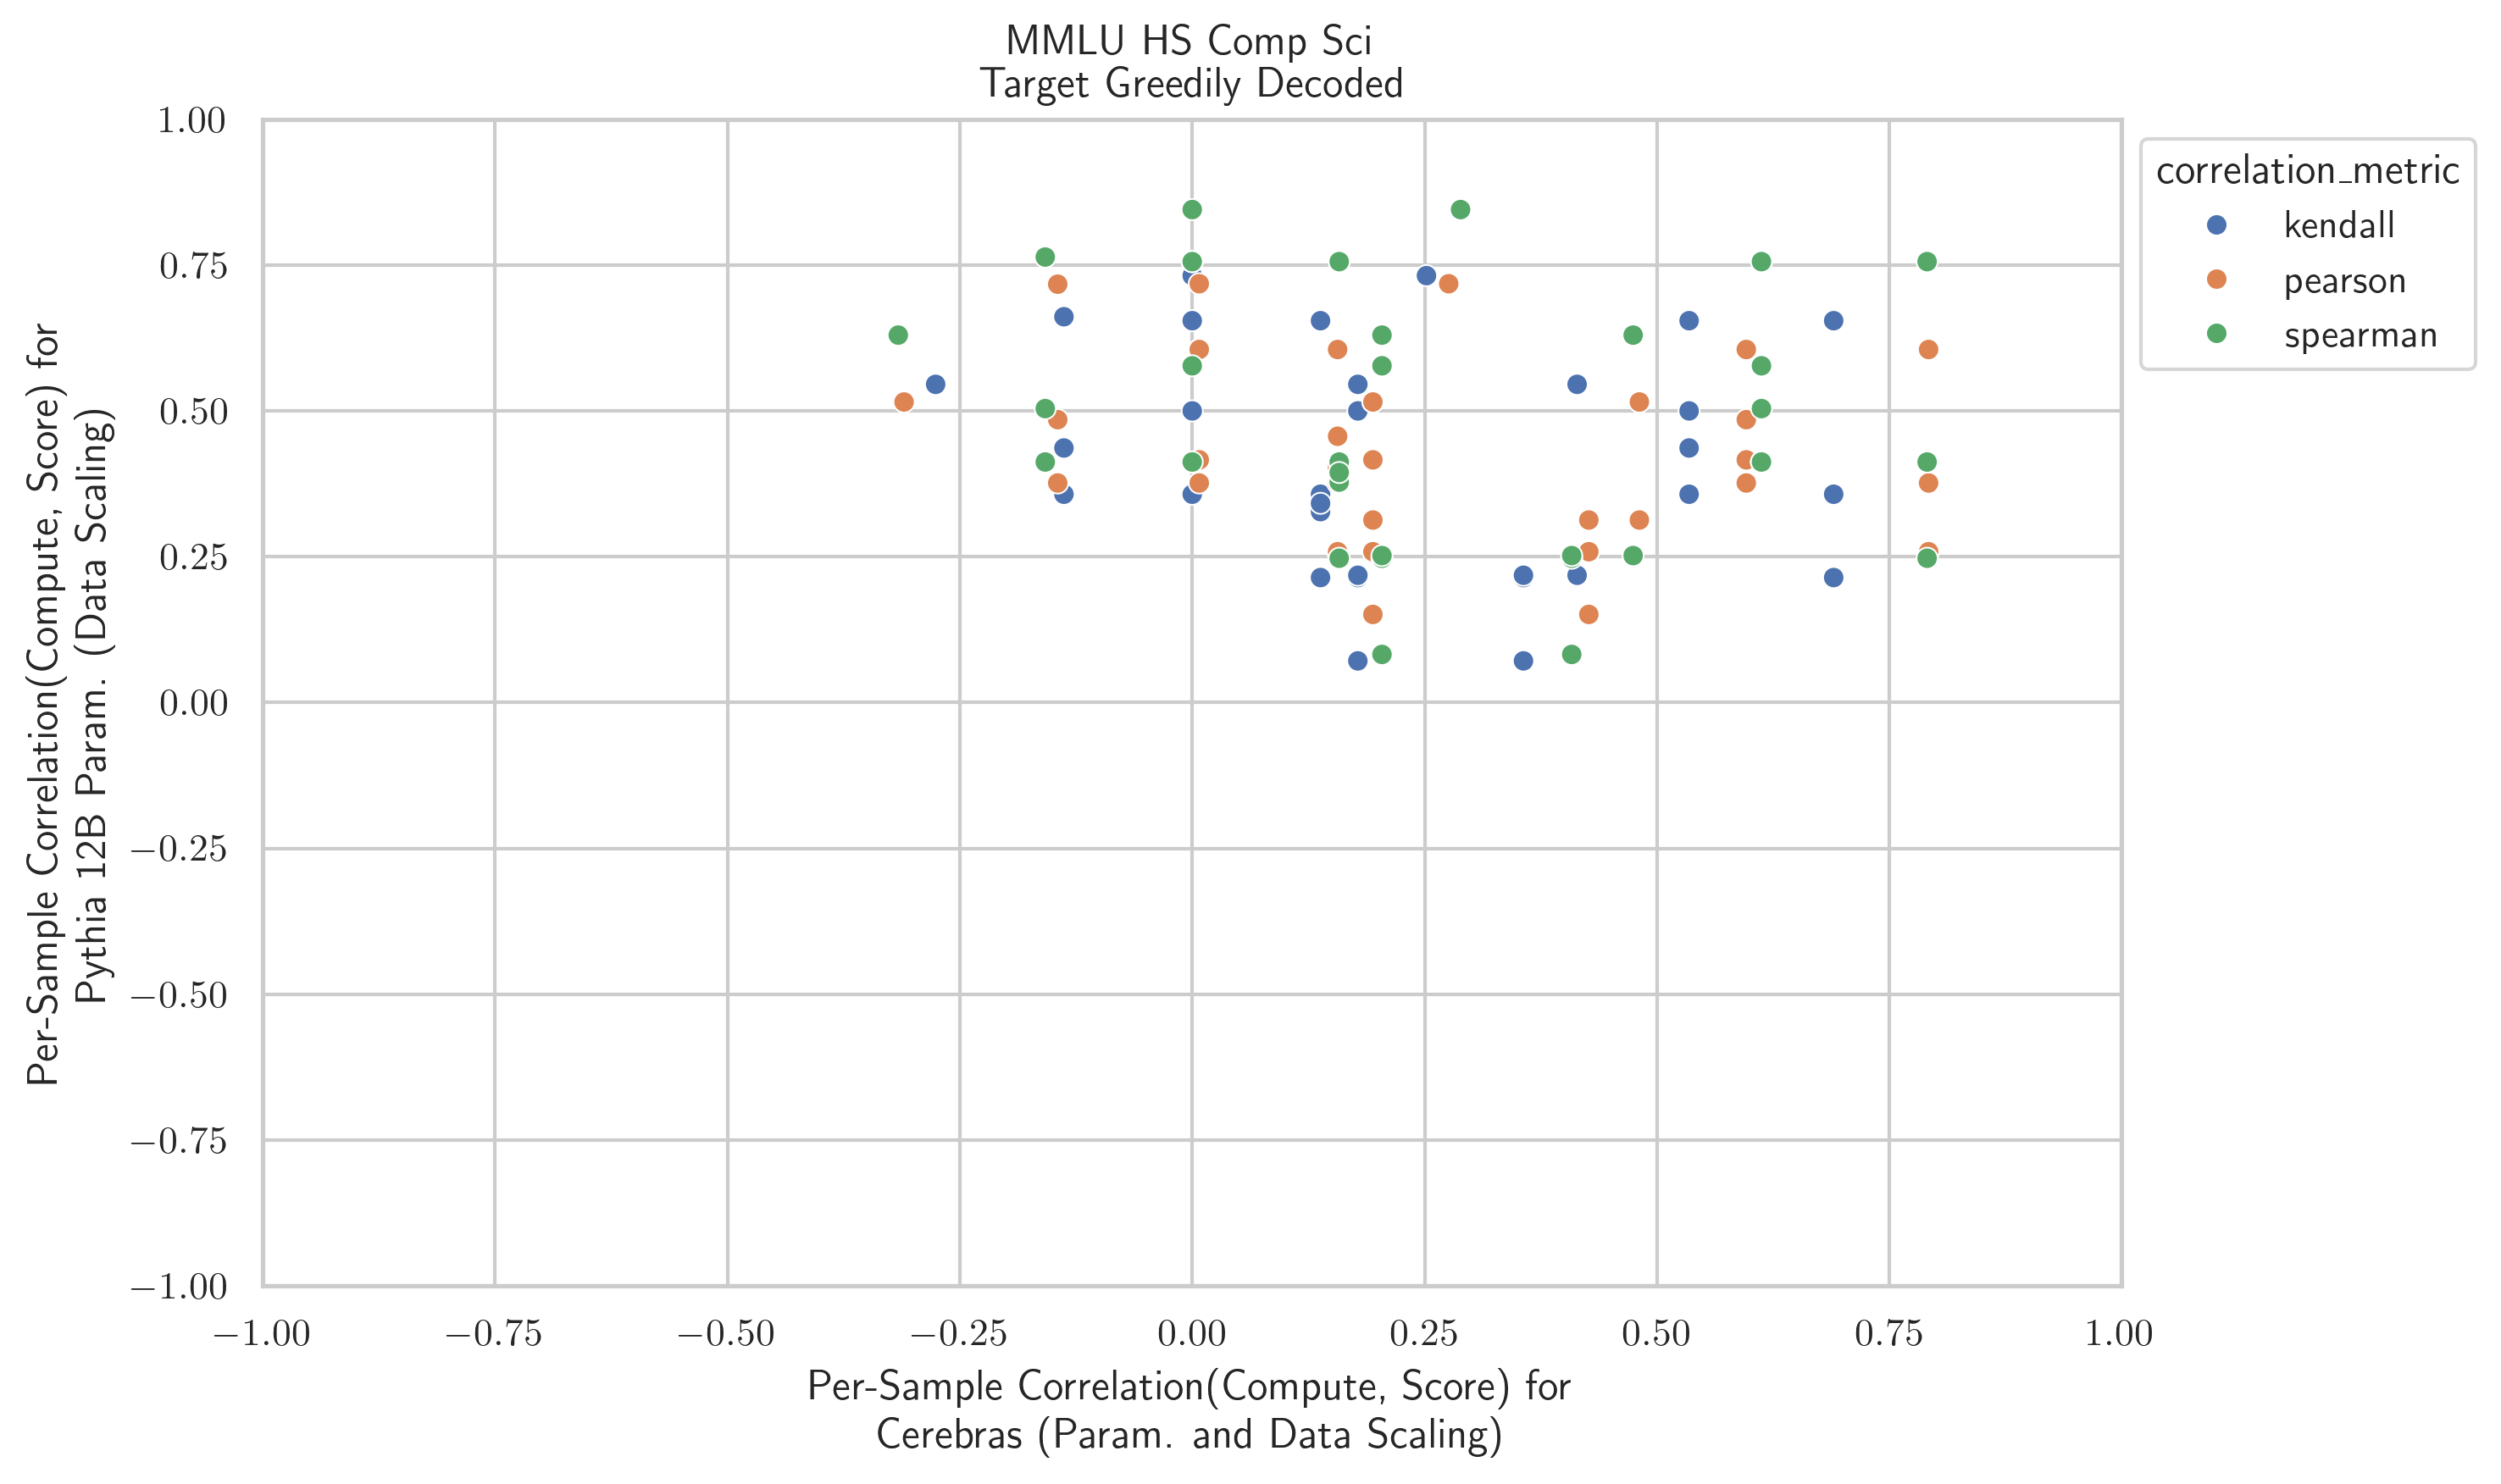 MMLU HS Comp Sci
Target Greedily Decoded
1.00
0.75
0.50
0.25
0.00
−0.25
−0.50
−0.75
−1.00
Per-Sample Correlation(Compute, Score) for
Pythia 12B Param. (Data Scaling)
correlation_metric
kendall
pearson
spearman
−1.00 −0.75 −0.50 −0.25 0.00 0.25 0.50 0.75 1.00
Per-Sample Correlation(Compute, Score) for
Cerebras (Param. and Data Scaling)